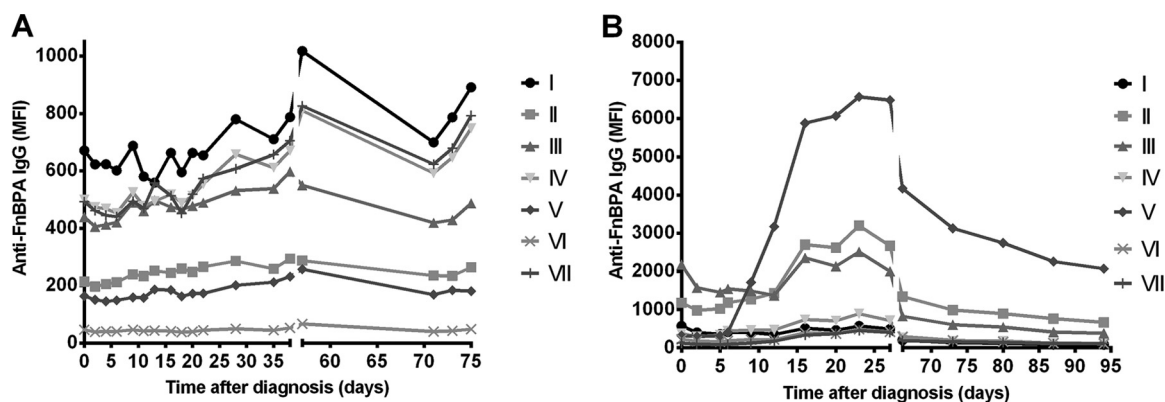 A
Anti-FnBPA IgG (MFI)
1000
800
600
400
200
0
0 5 10 15 20 25 30 35 60 65 70 75
Time after diagnosis (days)
I
II
III
IV
V
VI
VII
B
Anti-FnBPA IgG (MFI)
8000
7000
6000
5000
4000
3000
2000
1000
0
0 5 10 15 20 25 70 75 80 85 90 95
Time after diagnosis (days)
I
II
III
IV
V
VI
VII